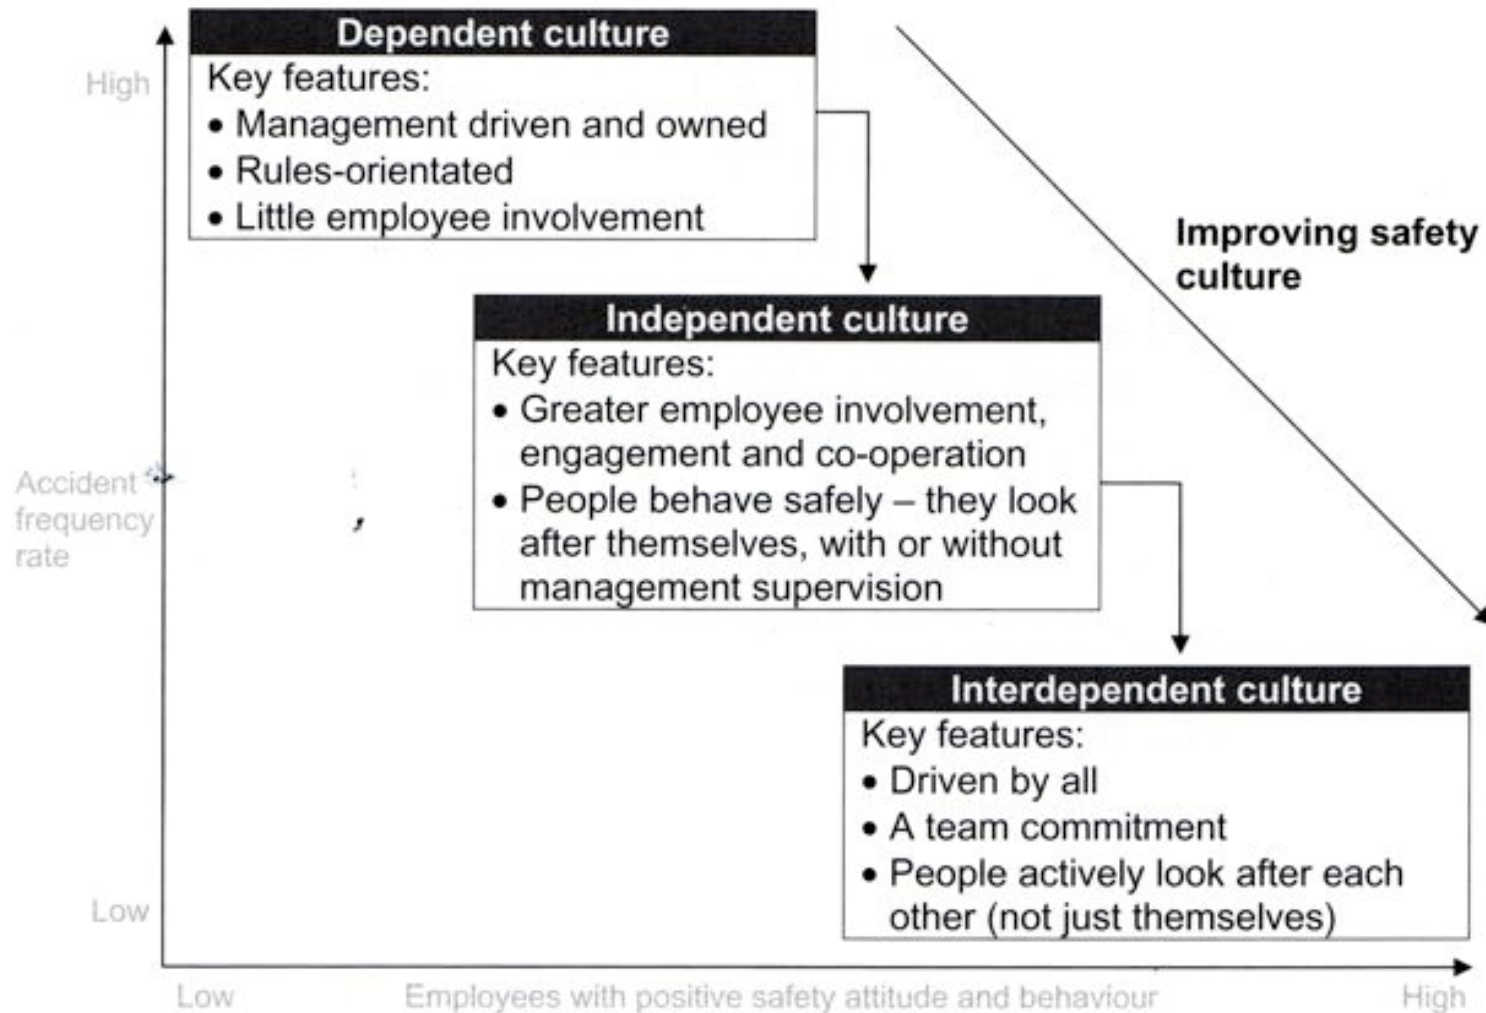 Dependent culture
High
Key features:
• Management driven and owned
• Rules-orientated
• Little employee involvement
Improving safety
culture
Independent culture
Key features:
• Greater employee involvement,
engagement and co-operation
• People behave safely – they look
after themselves, with or without
management supervision
Accident
frequency
rate
Interdependent culture
Key features:
• Driven by all
• A team commitment
• People actively look after each
other (not just themselves)
Low
Low
Employees with positive safety attitude and behaviour
High